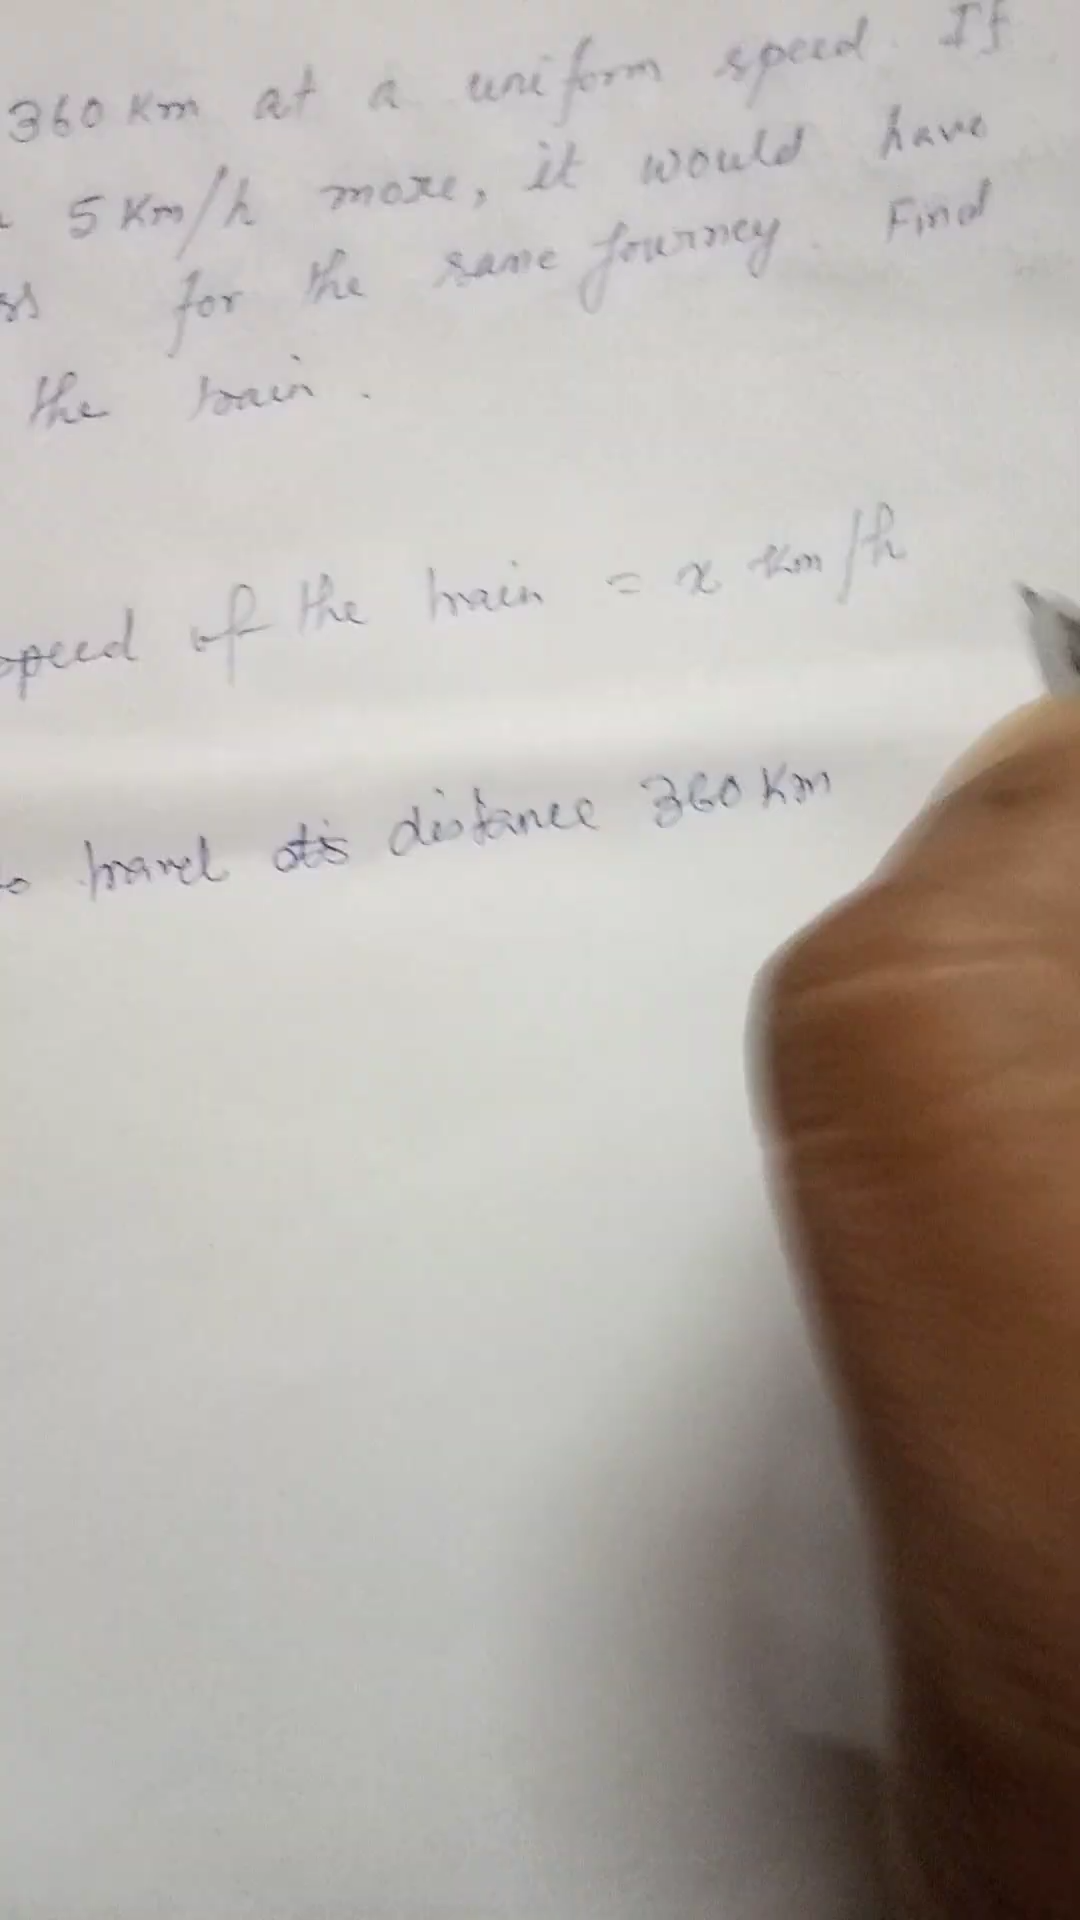 360 Km at a uniform speed. If
5 Km/h more, it would have
for the same journey. Find
the train.
speed of the train = x km/h
to travel distance 360 Km